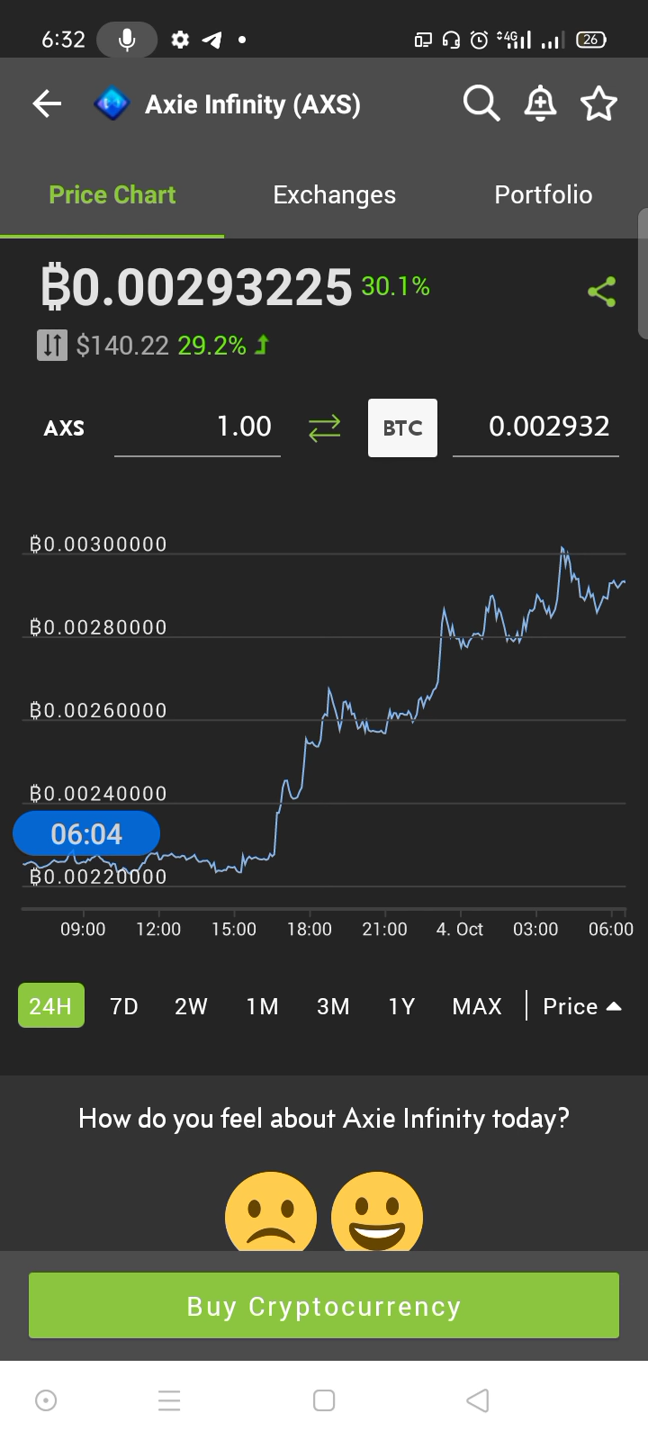 6:32 4G 26
Axie Infinity (AXS)
Price Chart Exchanges Portfolio
₿0.00293225 30.1%
$140.22 29.2%
AXS 1.00 BTC 0.002932
₿0.00300000
₿0.00280000
₿0.00260000
₿0.00240000
06:04
₿0.00220000
09:00 12:00 15:00 18:00 21:00 4. Oct 03:00 06:00
24H 7D 2W 1M 3M 1Y MAX Price
How do you feel about Axie Infinity today?
Buy Cryptocurrency